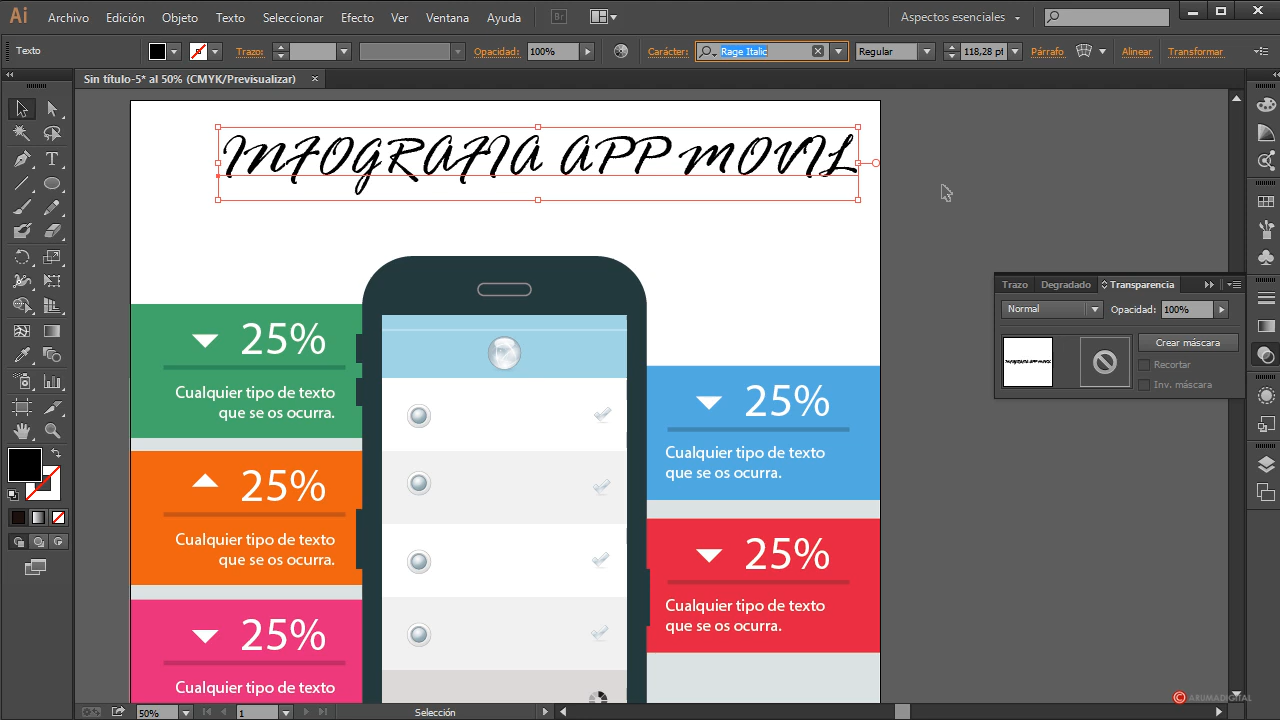 Ai Archivo Edición Objeto Texto Seleccionar Efecto Ver Ventana Ayuda Br Aspectos esenciales
Texto Trazo: Opacidad: 100% Carácter: Rage Italic Regular 118,28 pt Párrafo Alinear Transformar
Sin título-5* al 50% (CMYK/Previsualizar)
INFOGRAFIA APP MOVIL
Trazo Degradado Transparencia
Normal Opacidad: 100%
Crear máscara
Recortar
Inv. máscara
25%
Cualquier tipo de texto
que se os ocurra.
25%
Cualquier tipo de texto
que se os ocurra.
25%
Cualquier tipo de texto
que se os ocurra.
25%
Cualquier tipo de texto
que se os ocurra.
25%
Cualquier tipo de texto
© ARUMADIGITAL
50% 1 Selección